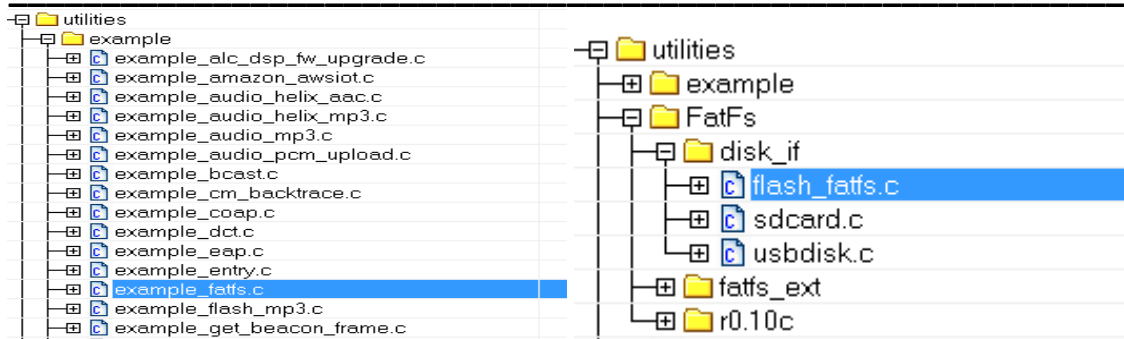 utilities
example
example_alc_dsp_fw_upgrade.c
example_amazon_awsiot.c
example_audio_helix_aac.c
example_audio_helix_mp3.c
example_audio_mp3.c
example_audio_pcm_upload.c
example_bcast.c
example_cm_backtrace.c
example_coap.c
example_dct.c
example_eap.c
example_entry.c
example_fatfs.c
example_flash_mp3.c
example_get_beacon_frame.c
utilities
example
FatFs
disk_if
flash_fatfs.c
sdcard.c
usbdisk.c
fatfs_ext
r0.10c